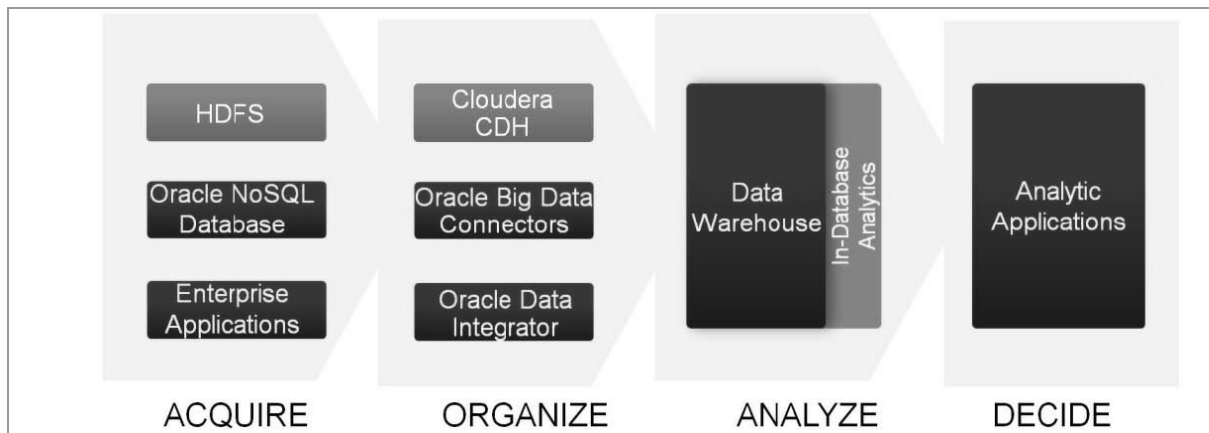 HDFS
Oracle NoSQL
Database
Enterprise
Applications
ACQUIRE
Cloudera
CDH
Oracle Big Data
Connectors
Oracle Data
Integrator
ORGANIZE
Data
Warehouse
In-Database
Analytics
ANALYZE
Analytic
Applications
DECIDE